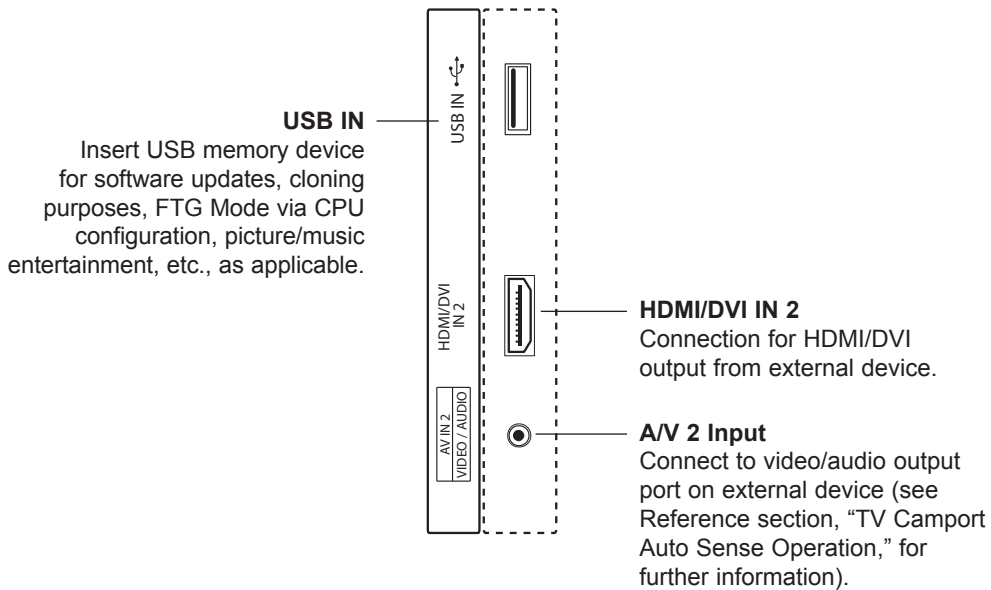 USB IN
Insert USB memory device
for software updates, cloning
purposes, FTG Mode via CPU
configuration, picture/music
entertainment, etc., as applicable.
USB IN
HDMI/DVI
IN 2
AV IN 2
VIDEO / AUDIO
HDMI/DVI IN 2
Connection for HDMI/DVI
output from external device.
A/V 2 Input
Connect to video/audio output
port on external device (see
Reference section, “TV Camport
Auto Sense Operation,” for
further information).